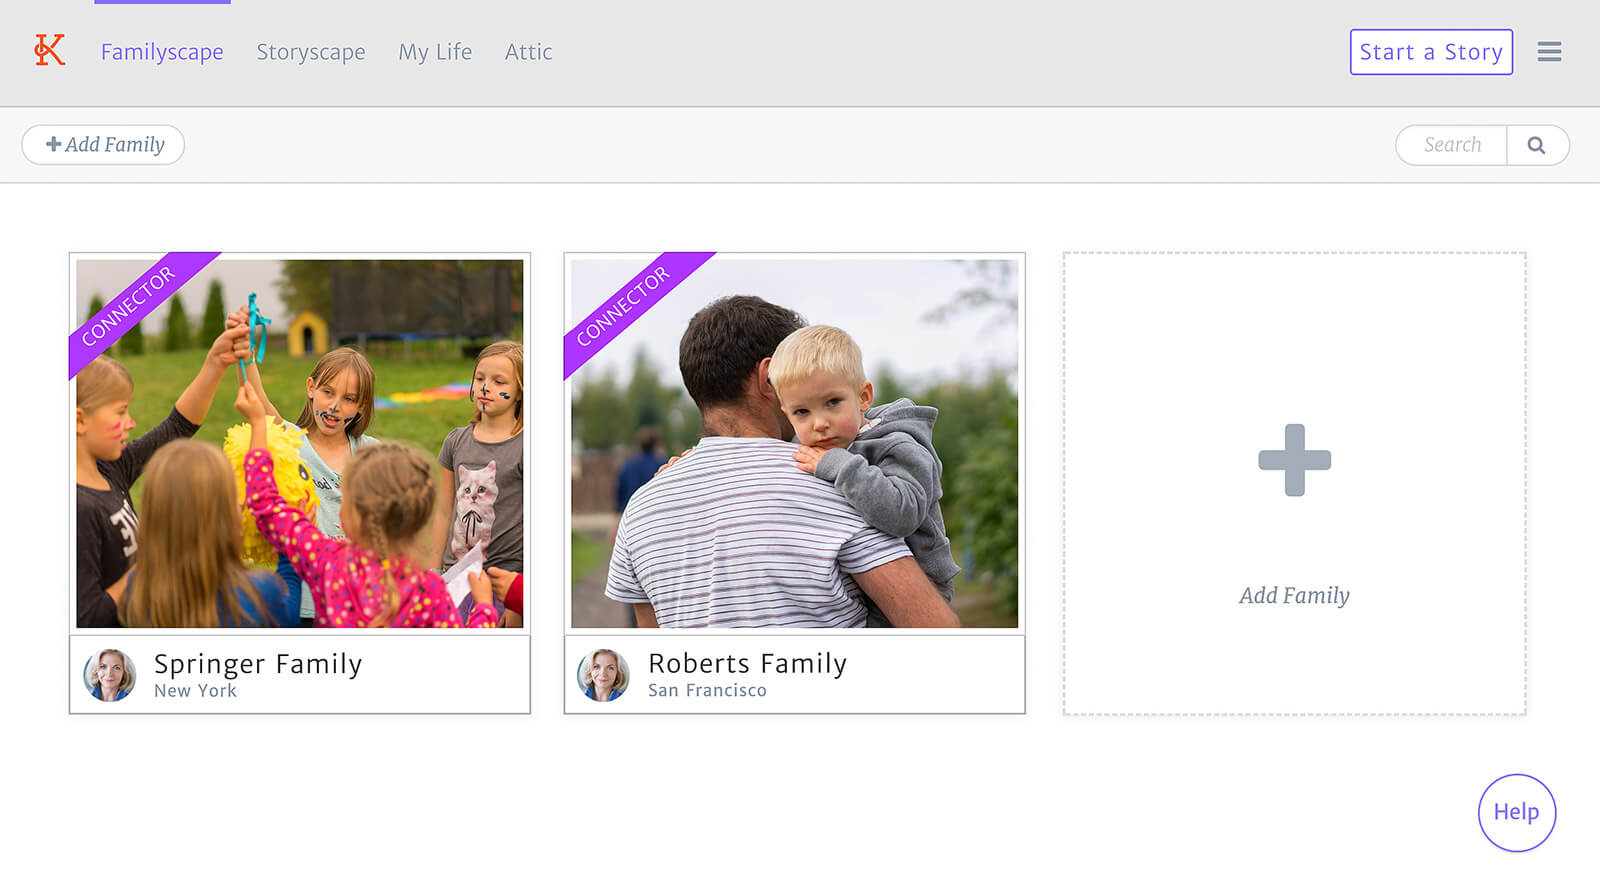 K
Familyscape
Storyscape
My Life
Attic
Start a Story
Add Family
Search
CONNECTOR
CONNECTOR
Springer Family
New York
Roberts Family
San Francisco
Add Family
Help